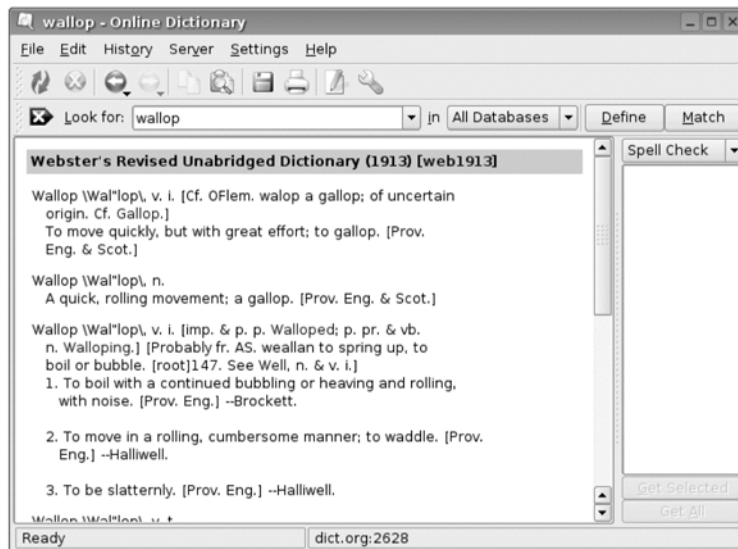 wallop - Online Dictionary
File Edit History Server Settings Help
Look for: wallop in All Databases Define Match
Webster's Revised Unabridged Dictionary (1913) [web1913]
Spell Check
Wallop \Wal"lop\, v. i. [Cf. OFlem. walop a gallop; of uncertain
origin. Cf. Gallop.]
To move quickly, but with great effort; to gallop. [Prov.
Eng. & Scot.]
Wallop \Wal"lop\, n.
A quick, rolling movement; a gallop. [Prov. Eng. & Scot.]
Wallop \Wal"lop\, v. i. [imp. & p. p. Walloped; p. pr. & vb.
n. Walloping.] [Probably fr. AS. weallan to spring up, to
boil or bubble. [root]147. See Well, n. & v. i.]
1. To boil with a continued bubbling or heaving and rolling,
with noise. [Prov. Eng.] --Brockett.
2. To move in a rolling, cumbersome manner; to waddle. [Prov.
Eng.] --Halliwell.
3. To be slatternly. [Prov. Eng.] --Halliwell.
Wallop \Wal"lop\, v. t.
Get Selected
Get All
Ready dict.org:2628